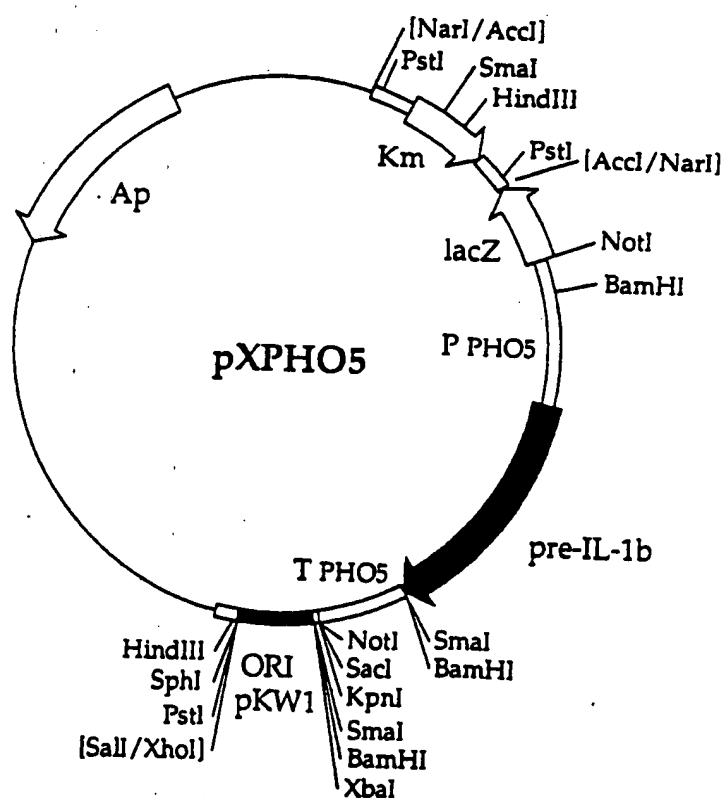 [NarI/AccI]
PstI
SmaI
HindIII
Km
PstI
[AccI/NarI]
Ap
lacZ
NotI
BamHI
P PHO5
pXPHO5
pre-IL-1b
T PHO5
HindIII
SphI
PstI
[SalI/XhoI]
ORI
pKW1
NotI
SacI
KpnI
SmaI
BamHI
XbaI
SmaI
BamHI